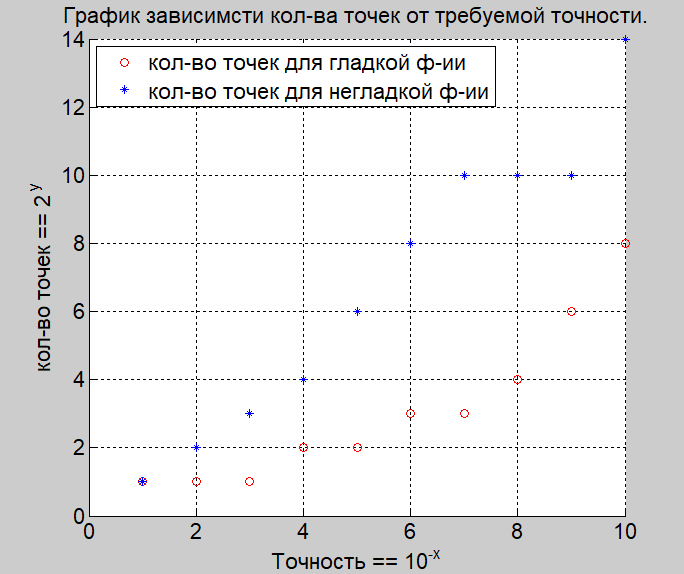 График зависимсти кол-ва точек от требуемой точности.
14
кол-во точек для гладкой ф-ии
кол-во точек для негладкой ф-ии
12
10
8
6
4
2
0
кол-во точек == 2^y
0 2 4 6 8 10
Точность == 10^-x